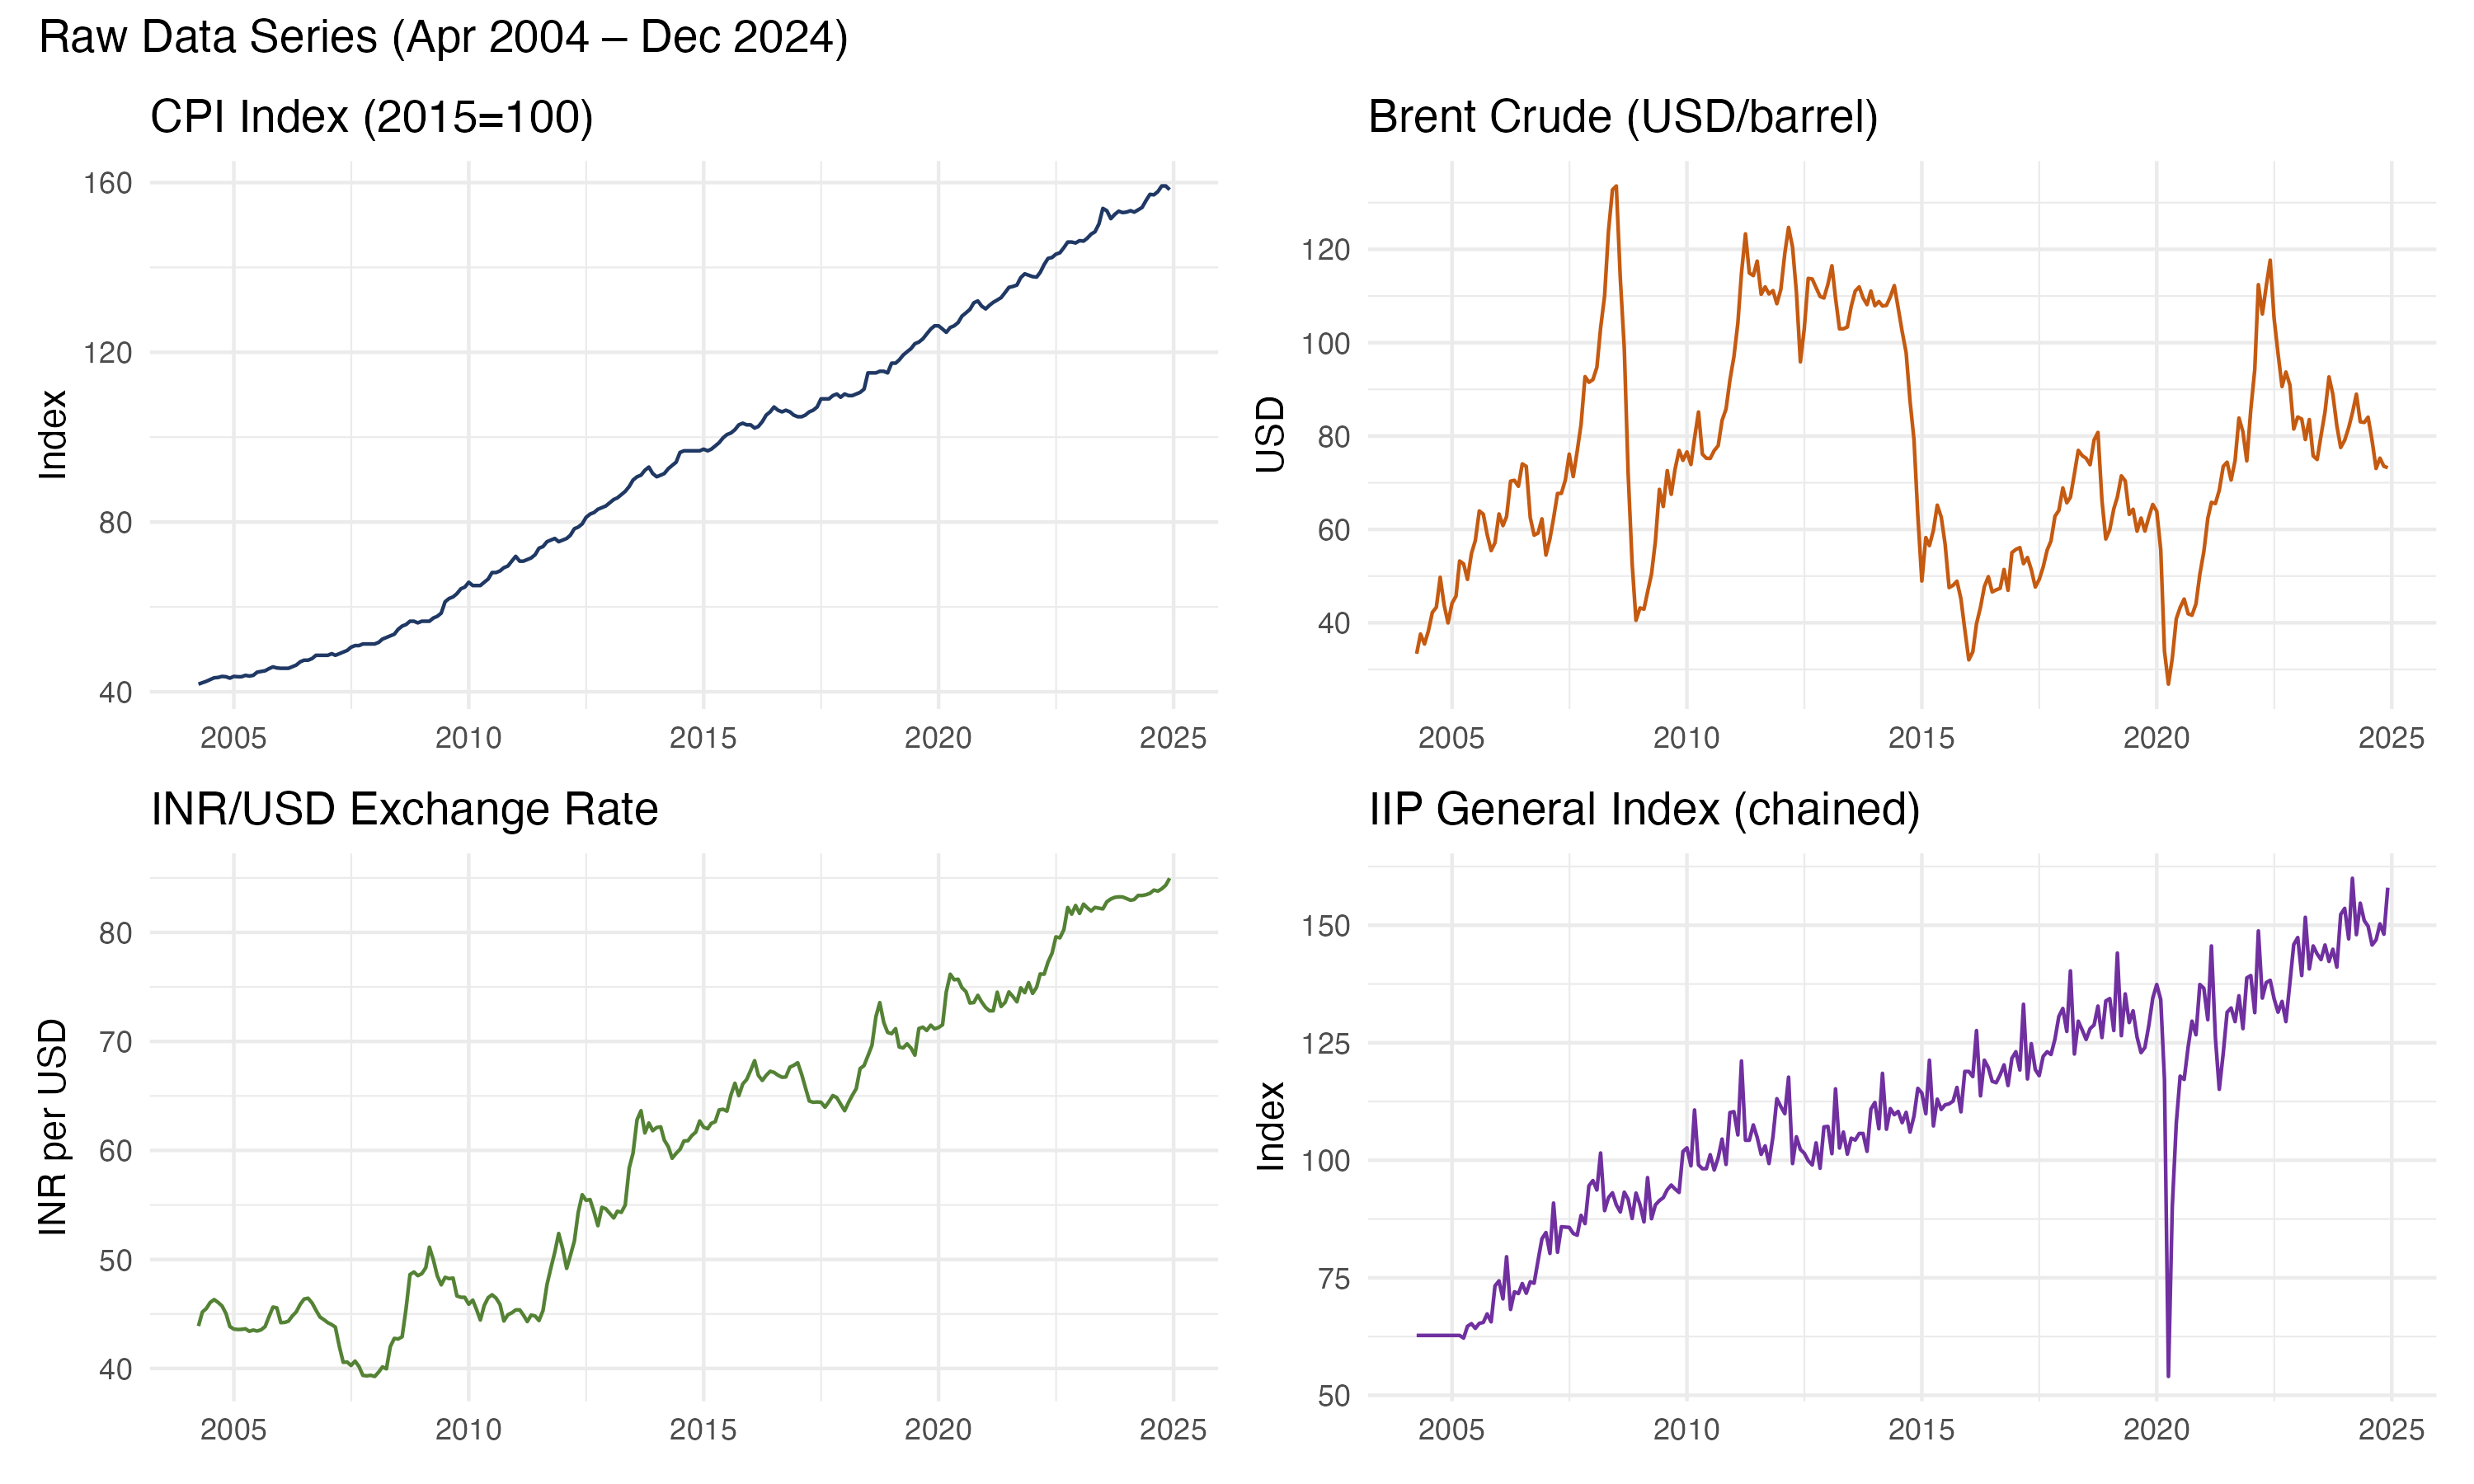 Raw Data Series (Apr 2004 – Dec 2024)
CPI Index (2015=100)
Index
160
120
80
40
2005 2010 2015 2020 2025
Brent Crude (USD/barrel)
USD
120
100
80
60
40
2005 2010 2015 2020 2025
INR/USD Exchange Rate
INR per USD
80
70
60
50
40
2005 2010 2015 2020 2025
IIP General Index (chained)
Index
150
125
100
75
50
2005 2010 2015 2020 2025